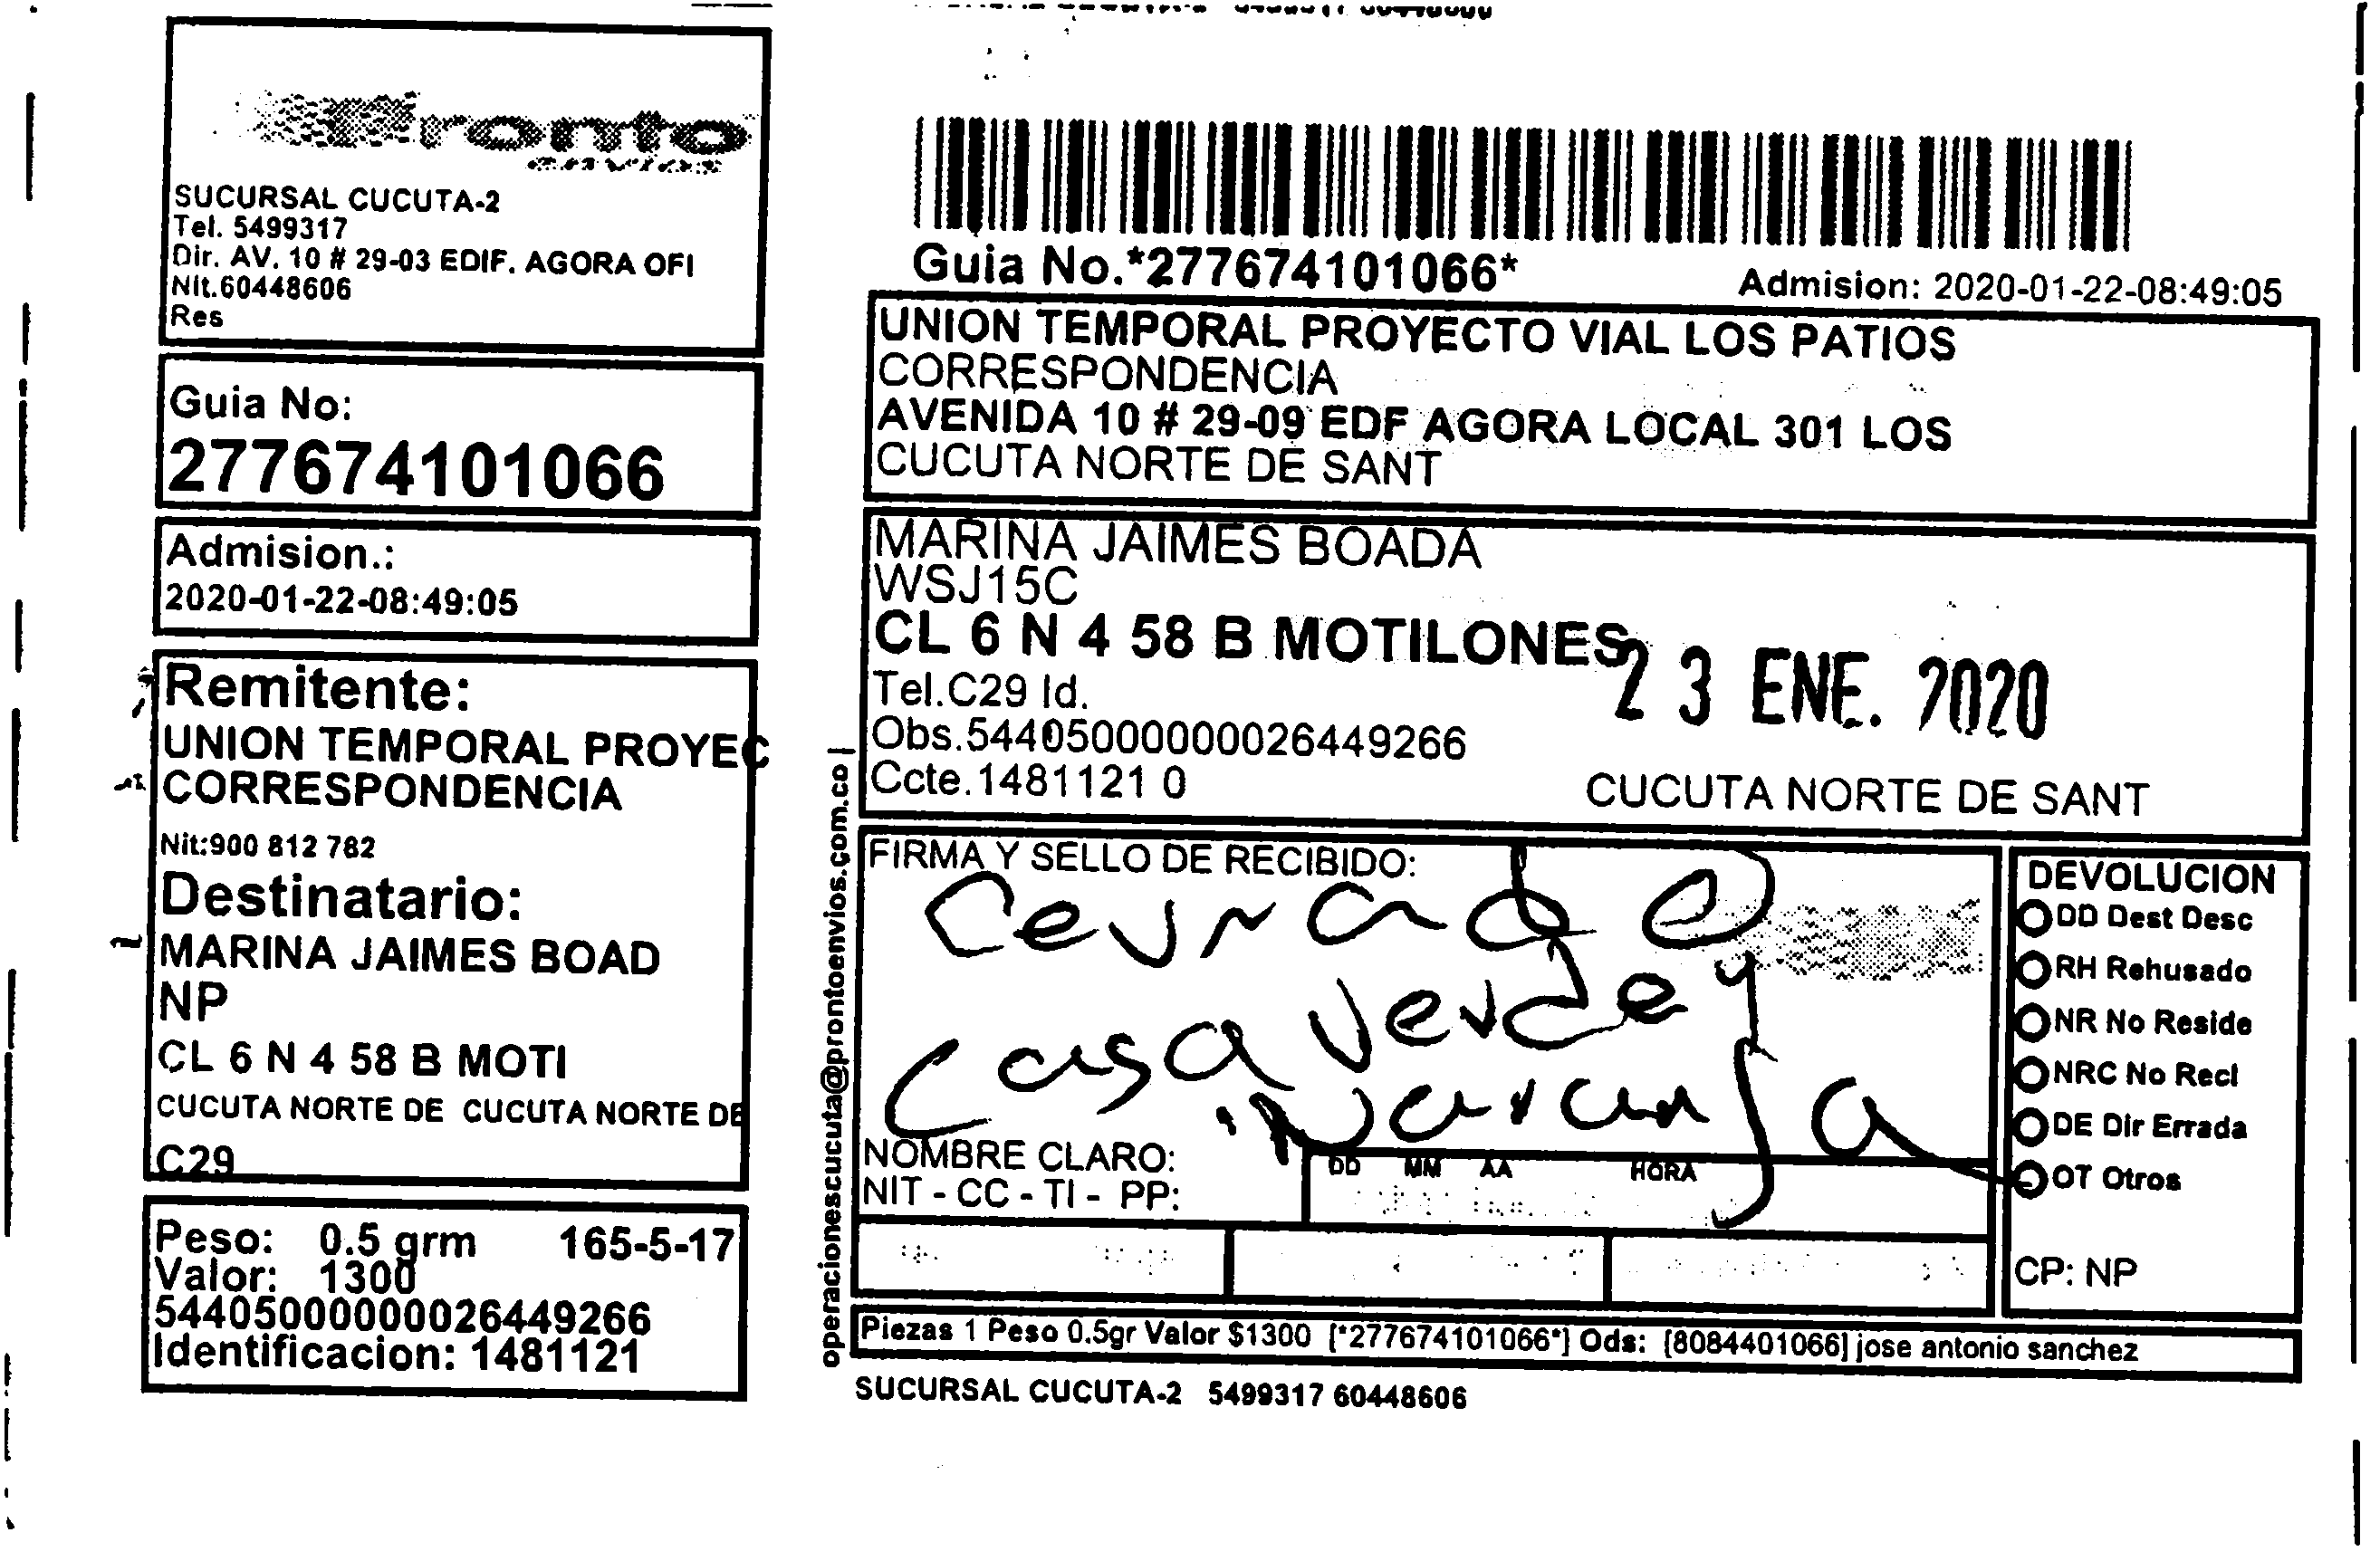 Pronto
envios
SUCURSAL CUCUTA-2
Tel. 5499317
Dir. AV. 10 # 29-03 EDIF. AGORA OFI
Nit.60448606
Res
Guia No:
277674101066
Admision.:
2020-01-22-08:49:05
Remitente:
UNION TEMPORAL PROYEC
CORRESPONDENCIA
Nit:900 812 782
Destinatario:
MARINA JAIMES BOAD
NP
CL 6 N 4 58 B MOTI
CUCUTA NORTE DE CUCUTA NORTE DE
C29
Peso: 0.5 grm 165-5-17
Valor: 1300
544050000000026449266
Identificacion: 1481121
operacionescucuta@prontoenvios.com.co |
Guia No.*277674101066*
Admision: 2020-01-22-08:49:05
UNION TEMPORAL PROYECTO VIAL LOS PATIOS
CORRESPONDENCIA
AVENIDA 10 # 29-09 EDF AGORA LOCAL 301 LOS
CUCUTA NORTE DE SANT
MARINA JAIMES BOADA
WSJ15C
CL 6 N 4 58 B MOTILONES
23 ENE. 2020
Tel.C29 Id.
Obs.544050000000026449266
Ccte.1481121 0
CUCUTA NORTE DE SANT
FIRMA Y SELLO DE RECIBIDO:
Cerrado
Casa verde y
Naranja
NOMBRE CLARO:
NIT - CC - TI - PP:
DD MM AA HORA
DEVOLUCION
DD Dest Desc
RH Rehusado
NR No Reside
NRC No Recl
DE Dir Errada
OT Otros
CP: NP
Piezas 1 Peso 0.5gr Valor $1300 [*277674101066*] Ods: [8084401066] jose antonio sanchez
SUCURSAL CUCUTA-2 5499317 60448606